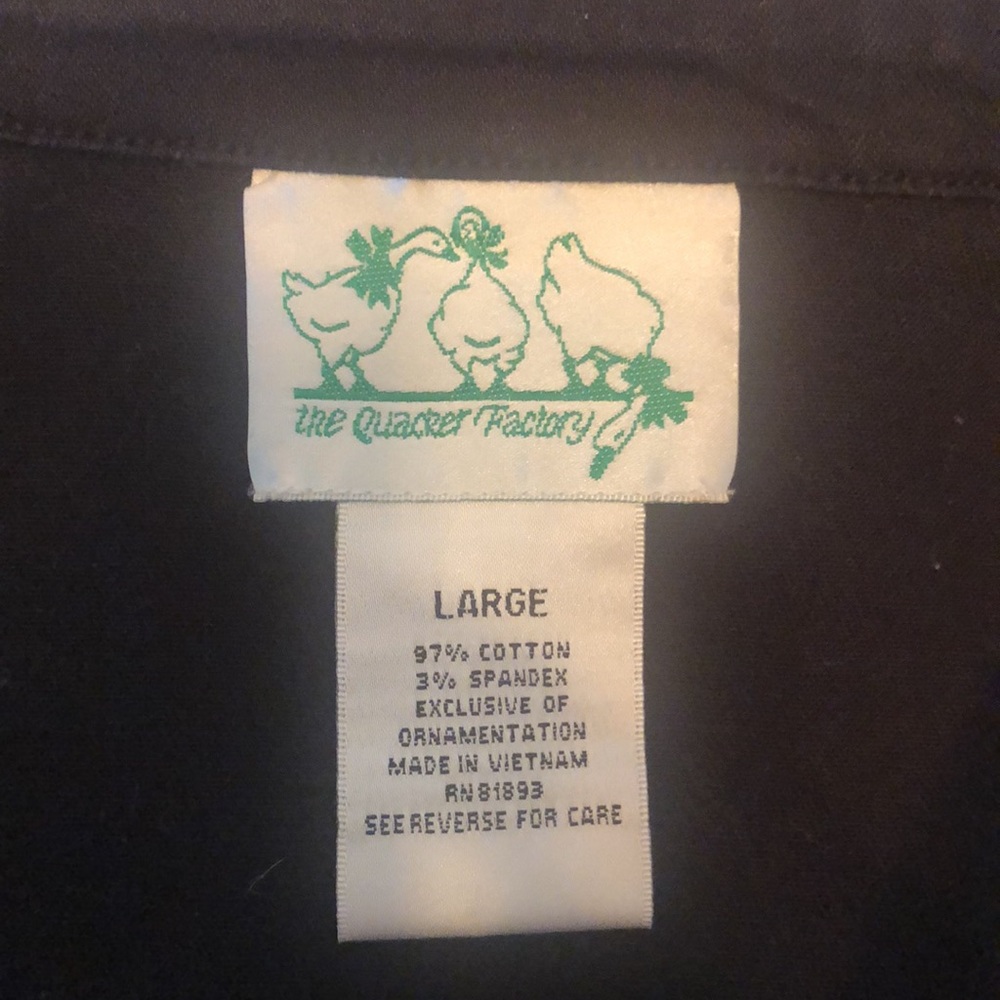 the Quacker Factory
LARGE
97% COTTON
3% SPANDEX
EXCLUSIVE OF
ORNAMENTATION
MADE IN VIETNAM
RN 81893
SEE REVERSE FOR CARE